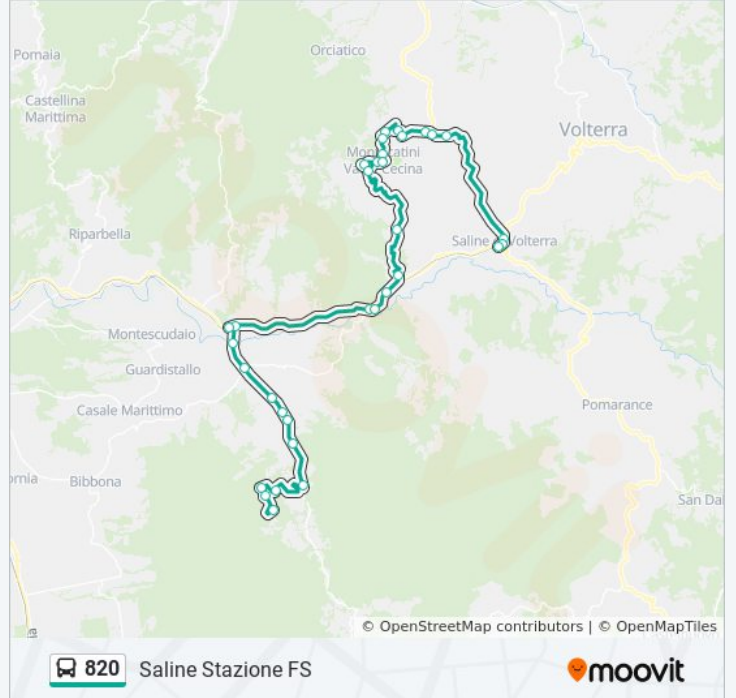 Orciatico
Pomaia
Castellina
Marittima
Volterra
Montecatini
Val di Cecina
Riparbella
Saline di Volterra
Montescudaio
Guardistallo
Casale Marittimo
Pomarance
Bibbona
San Da
© OpenStreetMap contributors | © OpenMapTiles
820 Saline Stazione FS
moovit